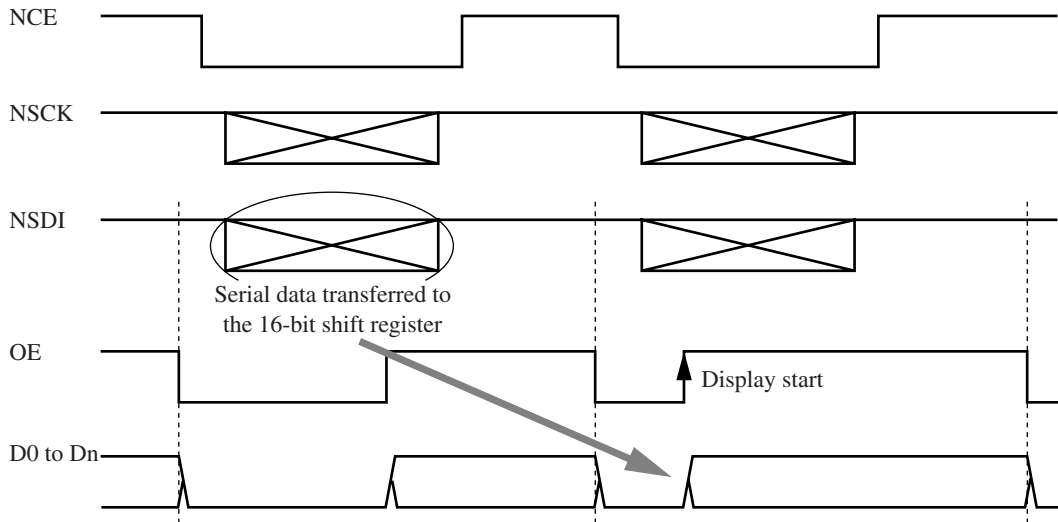 NCE
NSCK
NSDI
Serial data transferred to
the 16-bit shift register
OE
Display start
D0 to Dn